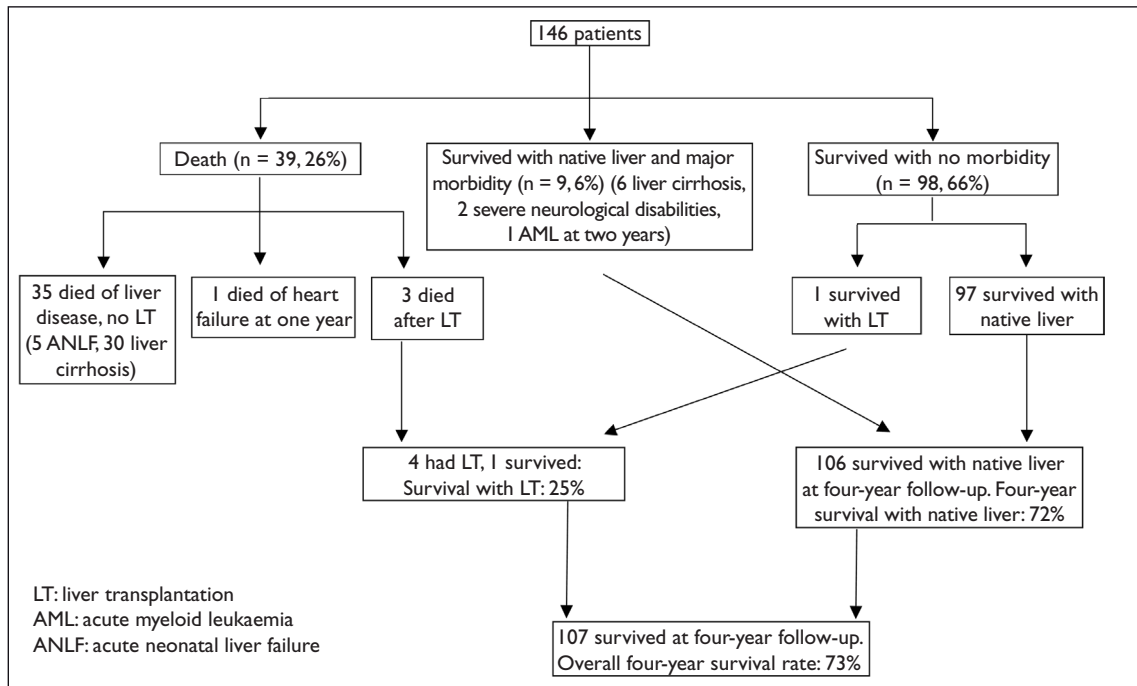 146 patients
Death (n = 39, 26%)
Survived with native liver and major
morbidity (n = 9, 6%) (6 liver cirrhosis,
2 severe neurological disabilities,
1 AML at two years)
Survived with no morbidity
(n = 98, 66%)
35 died of liver
disease, no LT
(5 ANLF, 30 liver
cirrhosis)
1 died of heart
failure at one year
3 died
after LT
1 survived
with LT
97 survived with
native liver
4 had LT, 1 survived:
Survival with LT: 25%
106 survived with native liver
at four-year follow-up. Four-year
survival with native liver: 72%
LT: liver transplantation
AML: acute myeloid leukaemia
ANLF: acute neonatal liver failure
107 survived at four-year follow-up.
Overall four-year survival rate: 73%